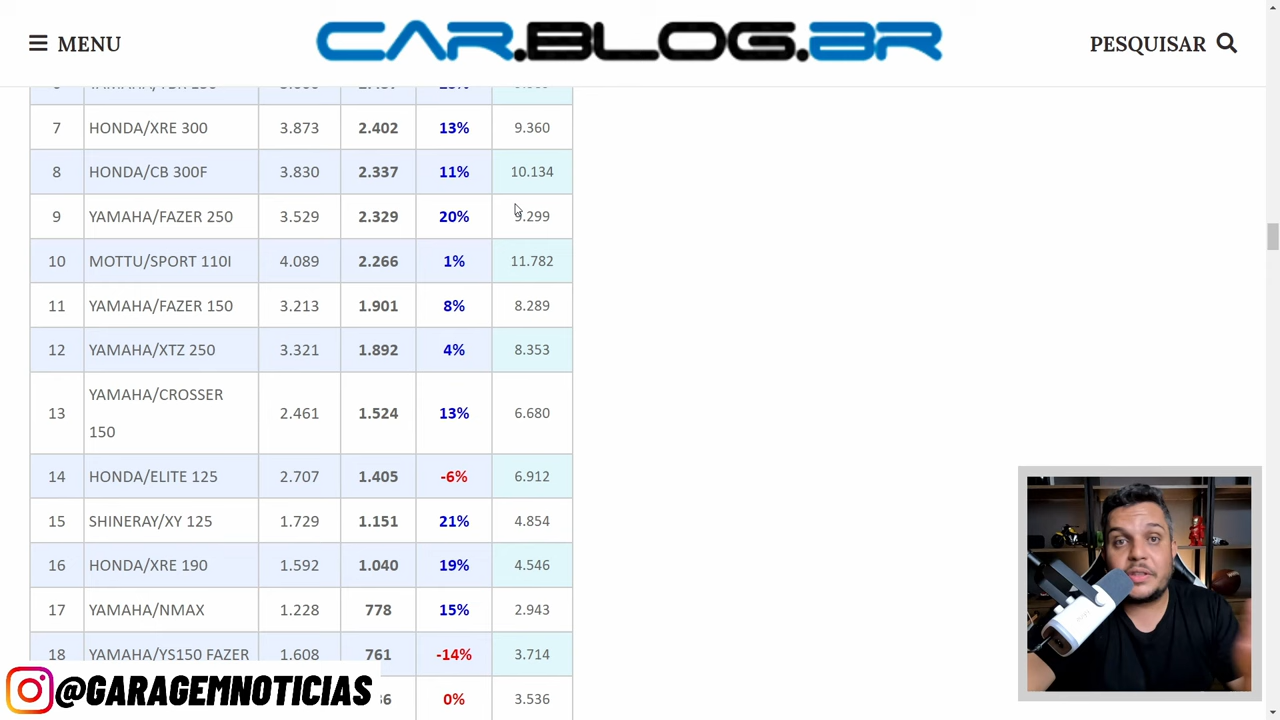 MENU
CAR.BLOG.BR
PESQUISAR
7 HONDA/XRE 300 3.873 2.402 13% 9.360
8 HONDA/CB 300F 3.830 2.337 11% 10.134
9 YAMAHA/FAZER 250 3.529 2.329 20% 9.299
10 MOTTU/SPORT 110I 4.089 2.266 1% 11.782
11 YAMAHA/FAZER 150 3.213 1.901 8% 8.289
12 YAMAHA/XTZ 250 3.321 1.892 4% 8.353
YAMAHA/CROSSER
13 2.461 1.524 13% 6.680
150
14 HONDA/ELITE 125 2.707 1.405 -6% 6.912
15 SHINERAY/XY 125 1.729 1.151 21% 4.854
16 HONDA/XRE 190 1.592 1.040 19% 4.546
17 YAMAHA/NMAX 1.228 778 15% 2.943
18 YAMAHA/YS150 FAZER 1.608 761 -14% 3.714
0% 3.536
@GARAGEMNOTICIAS